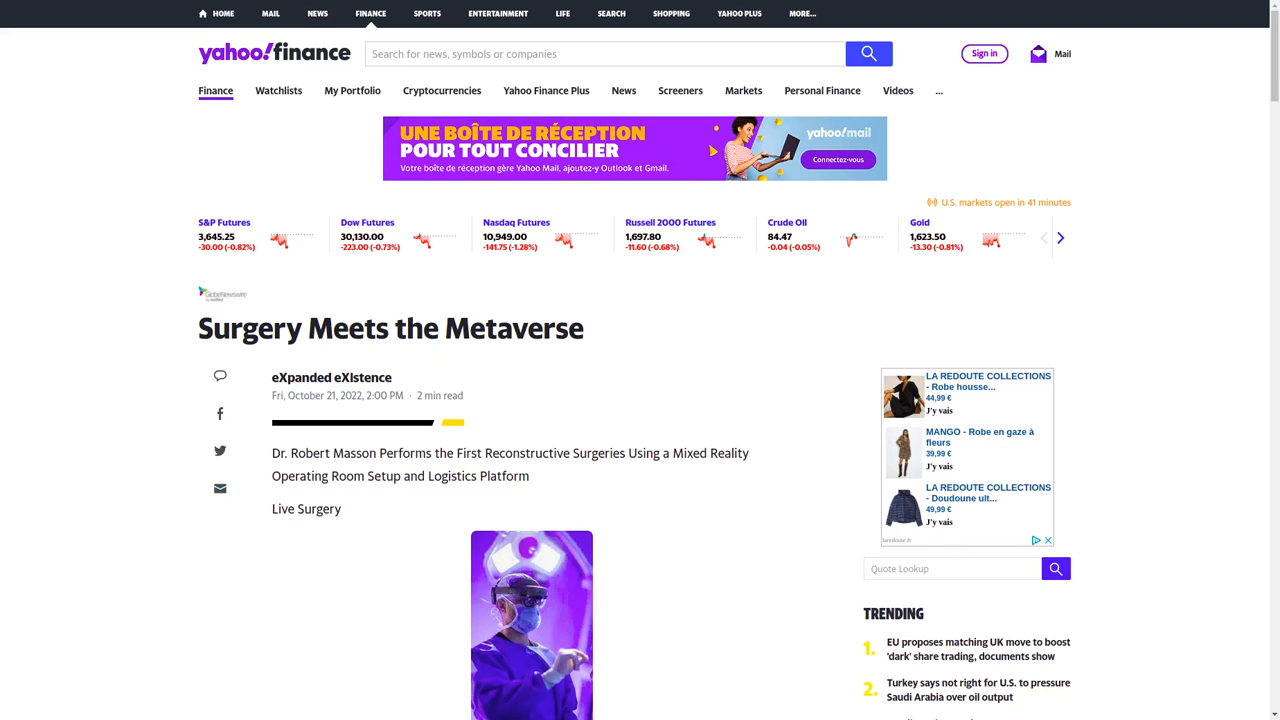 HOME MAIL NEWS FINANCE SPORTS ENTERTAINMENT LIFE SEARCH SHOPPING YAHOO PLUS MORE...
yahoo!finance
Search for news, symbols or companies
Sign in
Mail
Finance Watchlists My Portfolio Cryptocurrencies Yahoo Finance Plus News Screeners Markets Personal Finance Videos ...
UNE BOÎTE DE RÉCEPTION
POUR TOUT CONCILIER
Votre boîte de réception gère Yahoo Mail, ajoutez-y Outlook et Gmail.
yahoo!mail
Connectez-vous
U.S. markets open in 41 minutes
S&P Futures
3,645.25
-30.00 (-0.82%)
Dow Futures
30,130.00
-223.00 (-0.73%)
Nasdaq Futures
10,949.00
-141.75 (-1.28%)
Russell 2000 Futures
1,697.80
-11.60 (-0.68%)
Crude Oil
84.47
-0.04 (-0.05%)
Gold
1,623.50
-13.30 (-0.81%)
GlobeNewswire
Surgery Meets the Metaverse
eXpanded eXIstence
Fri, October 21, 2022, 2:00 PM · 2 min read
Dr. Robert Masson Performs the First Reconstructive Surgeries Using a Mixed Reality
Operating Room Setup and Logistics Platform
Live Surgery
LA REDOUTE COLLECTIONS
- Robe housse...
44,99 €
J'y vais
MANGO - Robe en gaze à
fleurs
39,99 €
J'y vais
LA REDOUTE COLLECTIONS
- Doudoune ult...
49,99 €
J'y vais
laredoute.fr
Quote Lookup
TRENDING
1. EU proposes matching UK move to boost
'dark' share trading, documents show
2. Turkey says not right for U.S. to pressure
Saudi Arabia over oil output